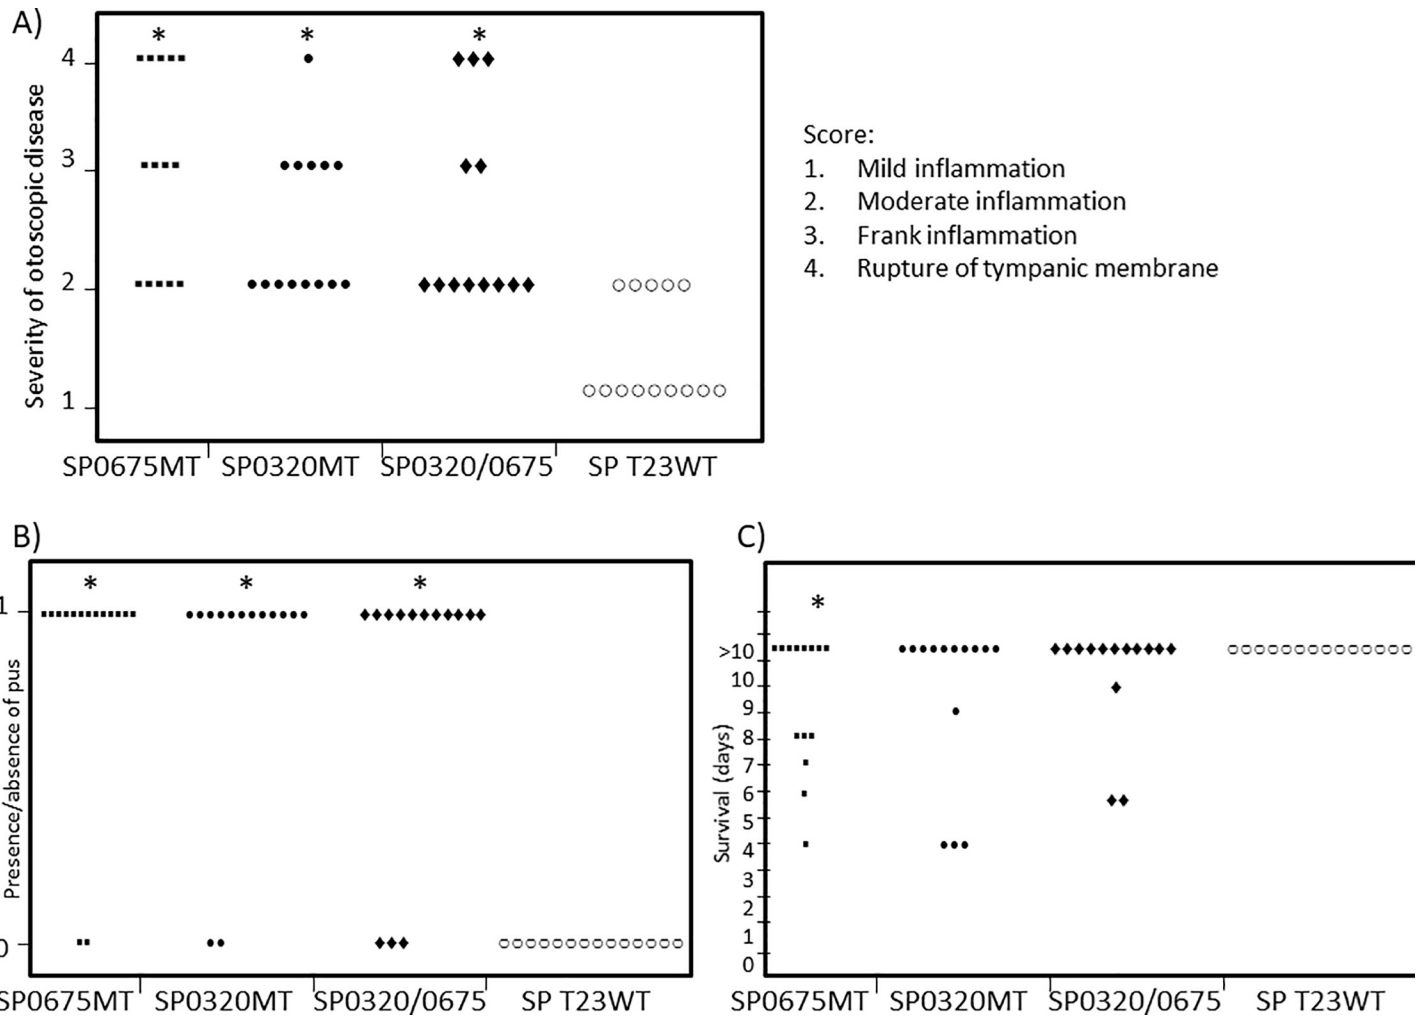 A)
* * *
4
3
2
1
Severity of otoscopic disease
SP0675MT SP0320MT SP0320/0675 SP T23WT
Score:
1. Mild inflammation
2. Moderate inflammation
3. Frank inflammation
4. Rupture of tympanic membrane
B)
* * *
1
0
Presence/absence of pus
SP0675MT SP0320MT SP0320/0675 SP T23WT
C)
*
>10
10
9
8
7
6
5
4
3
2
1
0
Survival (days)
SP0675MT SP0320MT SP0320/0675 SP T23WT